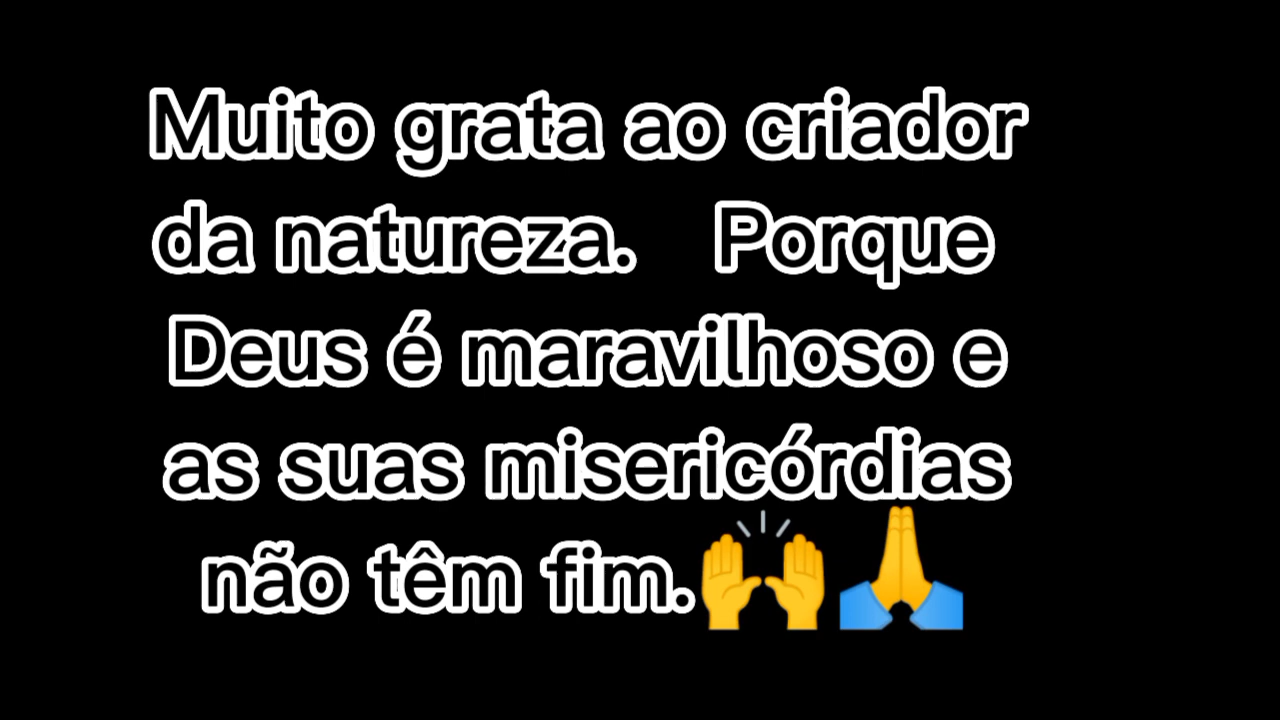 Muito grata ao criador
da natureza. Porque
Deus é maravilhoso e
as suas misericórdias
não têm fim.🙌🙏